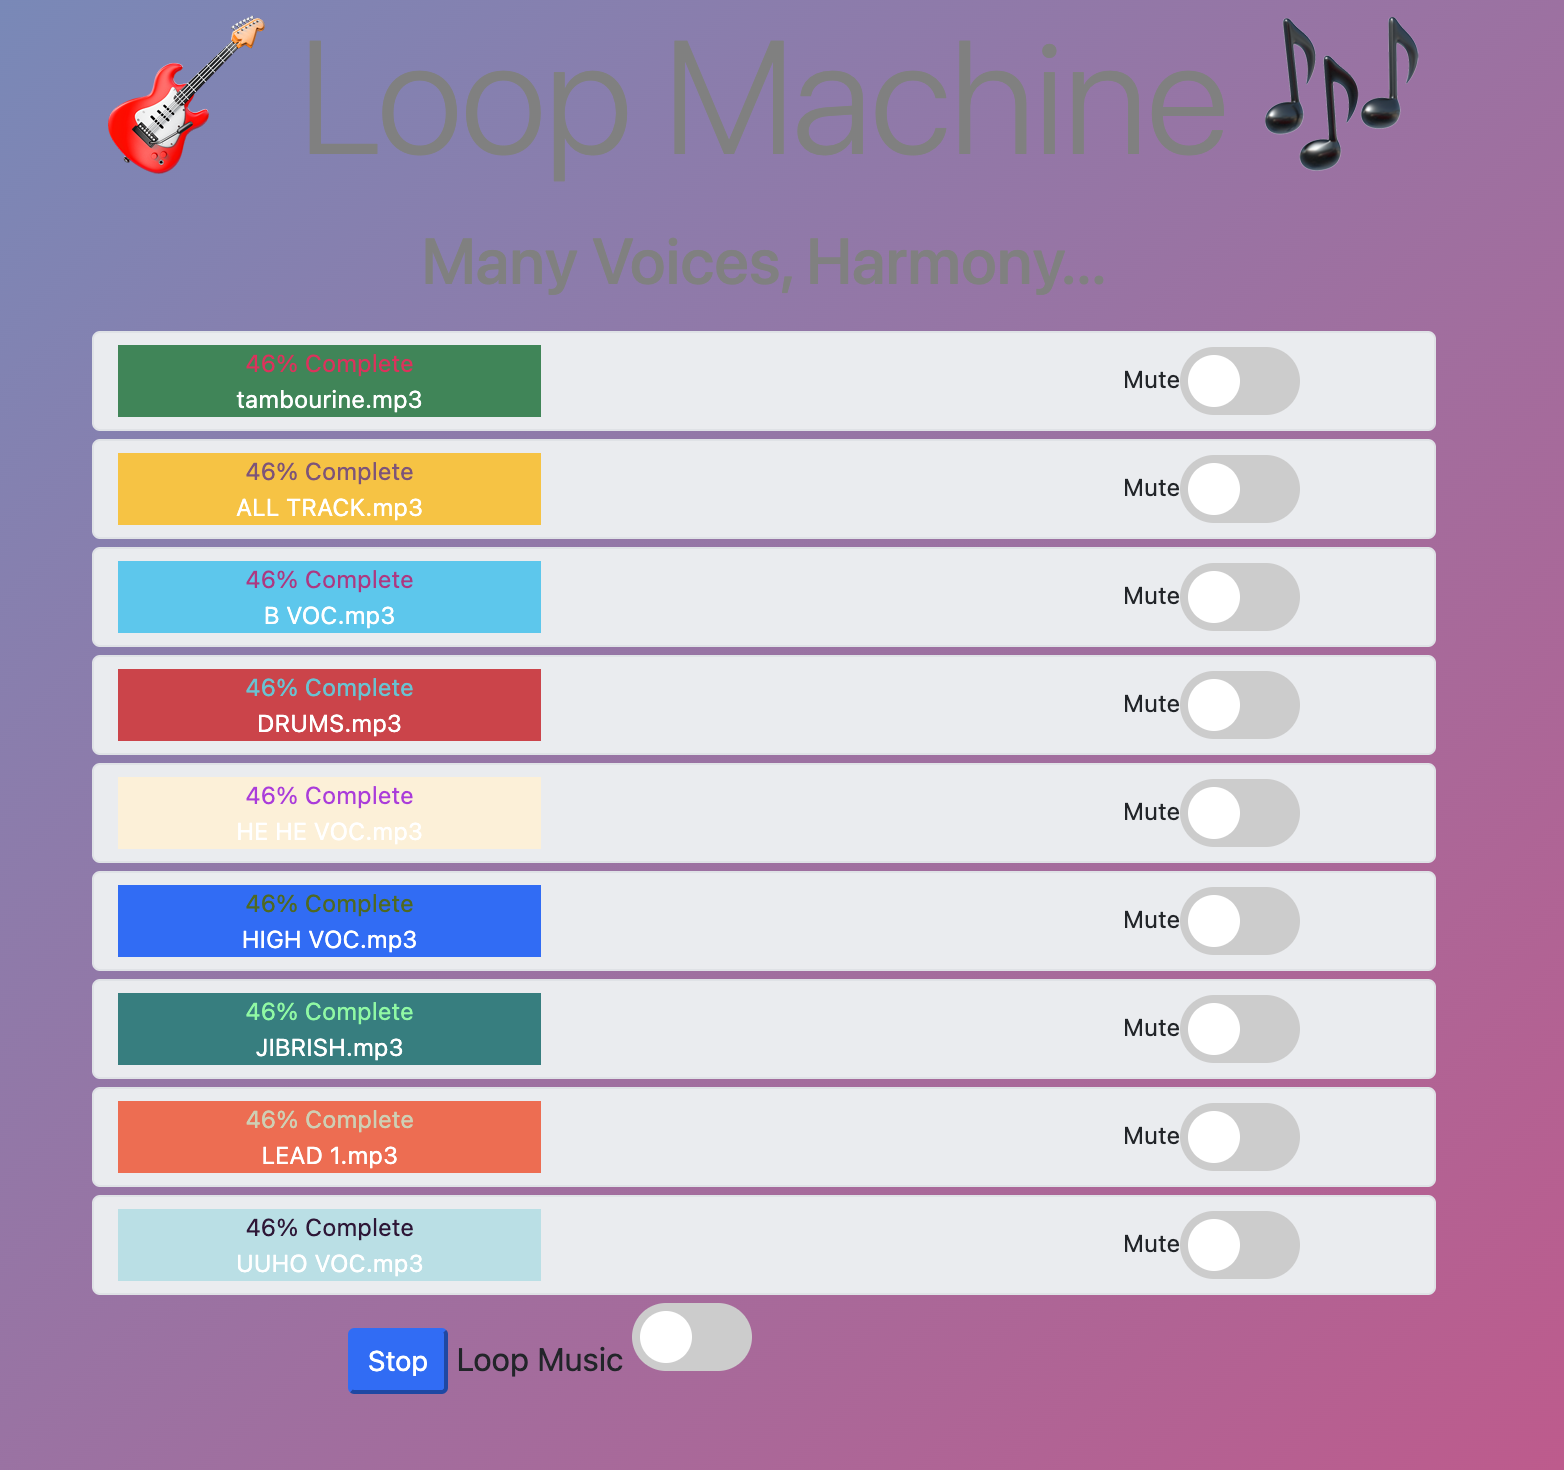 Loop Machine
Many Voices, Harmony...
46% Complete
tambourine.mp3
Mute
46% Complete
ALL TRACK.mp3
Mute
46% Complete
B VOC.mp3
Mute
46% Complete
DRUMS.mp3
Mute
46% Complete
HE HE VOC.mp3
Mute
46% Complete
HIGH VOC.mp3
Mute
46% Complete
JIBRISH.mp3
Mute
46% Complete
LEAD 1.mp3
Mute
46% Complete
UUHO VOC.mp3
Mute
Stop Loop Music